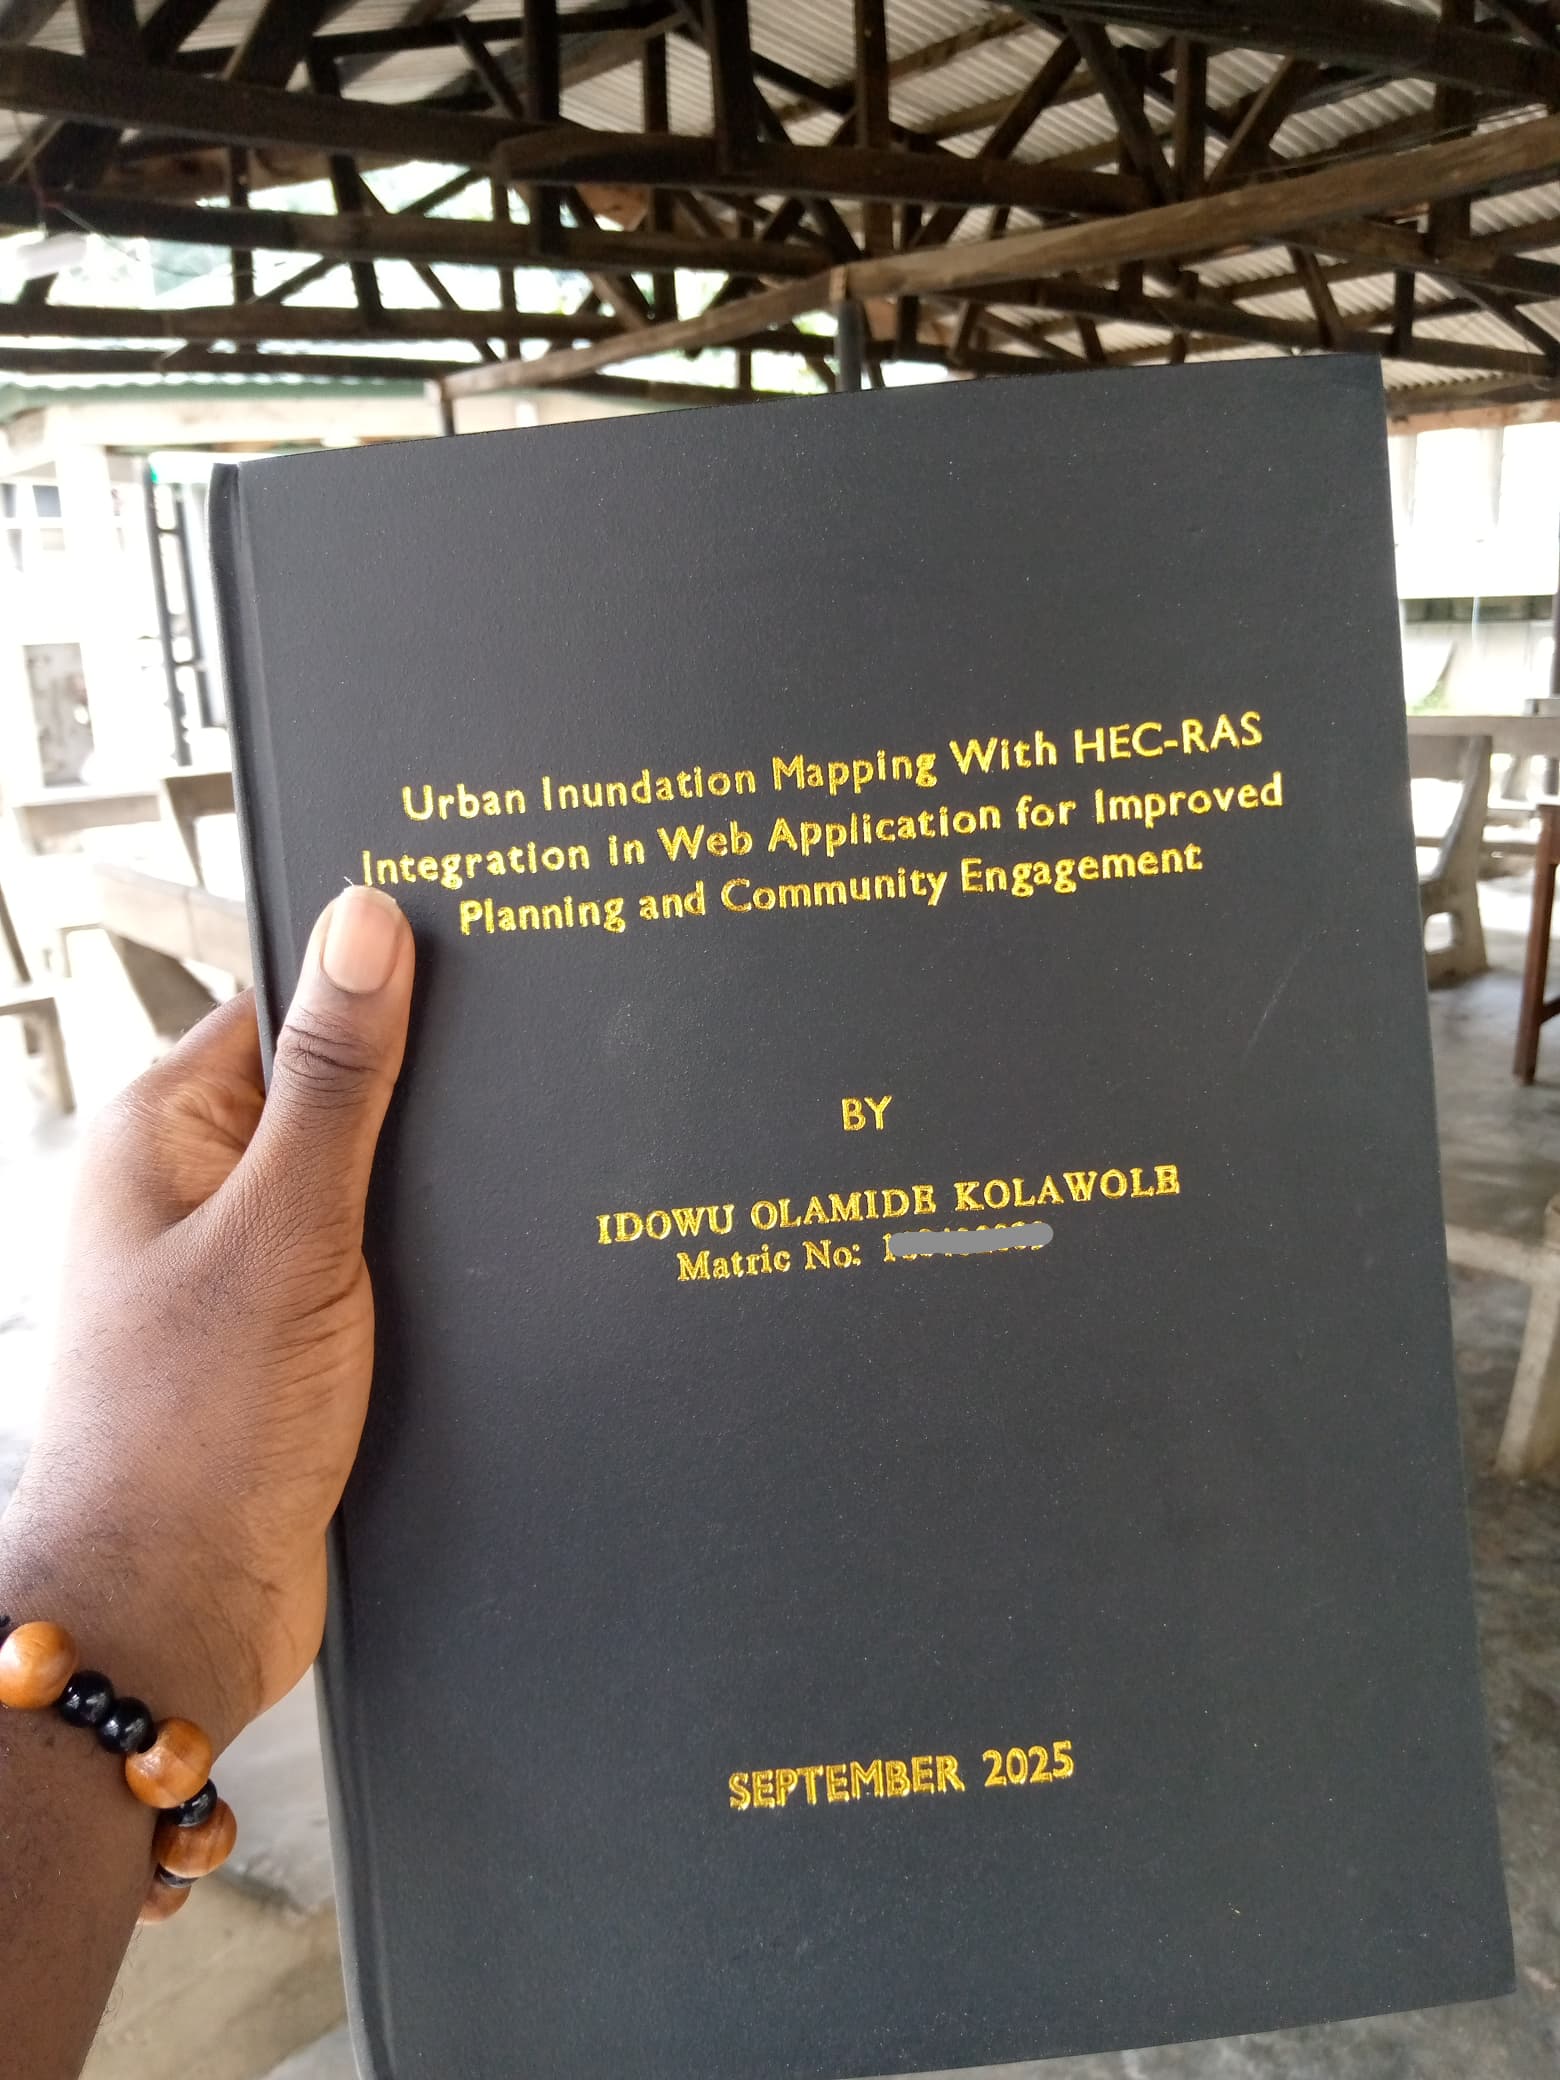 Urban Inundation Mapping With HEC-RAS
Integration in Web Application for Improved
Planning and Community Engagement
BY
IDOWU OLAMIDE KOLAWOLE
Matric No:
SEPTEMBER 2025